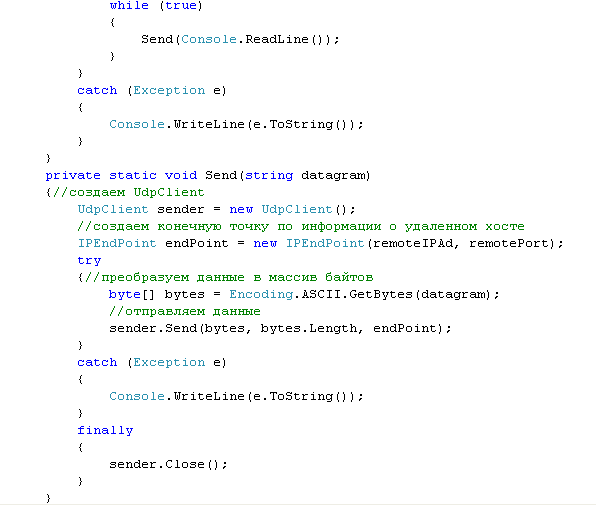 while (true)
{
Send(Console.ReadLine());
}
}
catch (Exception e)
{
Console.WriteLine(e.ToString());
}
}
private static void Send(string datagram)
{//создаем UdpClient
UdpClient sender = new UdpClient();
//создаем конечную точку по информации о удаленном хосте
IPEndPoint endPoint = new IPEndPoint(remoteIPAd, remotePort);
try
{//преобразуем данные в массив байтов
byte[] bytes = Encoding.ASCII.GetBytes(datagram);
//отправляем данные
sender.Send(bytes, bytes.Length, endPoint);
}
catch (Exception e)
{
Console.WriteLine(e.ToString());
}
finally
{
sender.Close();
}
}